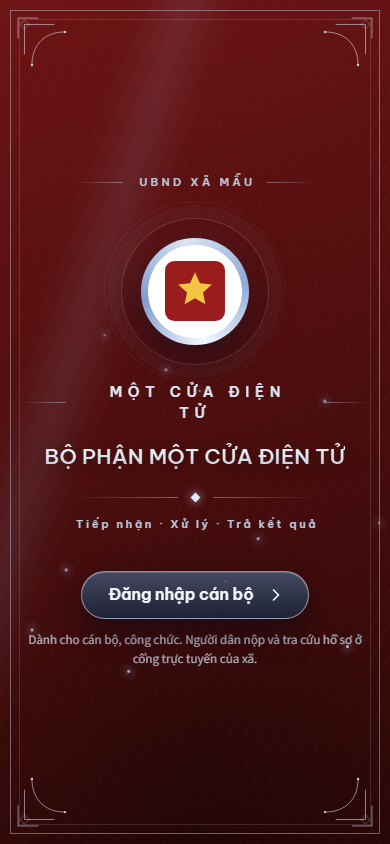 UBND XÃ MẪU
MỘT CỬA ĐIỆN
TỬ
BỘ PHẬN MỘT CỬA ĐIỆN TỬ
Tiếp nhận · Xử lý · Trả kết quả
Đăng nhập cán bộ
Dành cho cán bộ, công chức. Người dân nộp và tra cứu hồ sơ ở
cổng trực tuyến của xã.